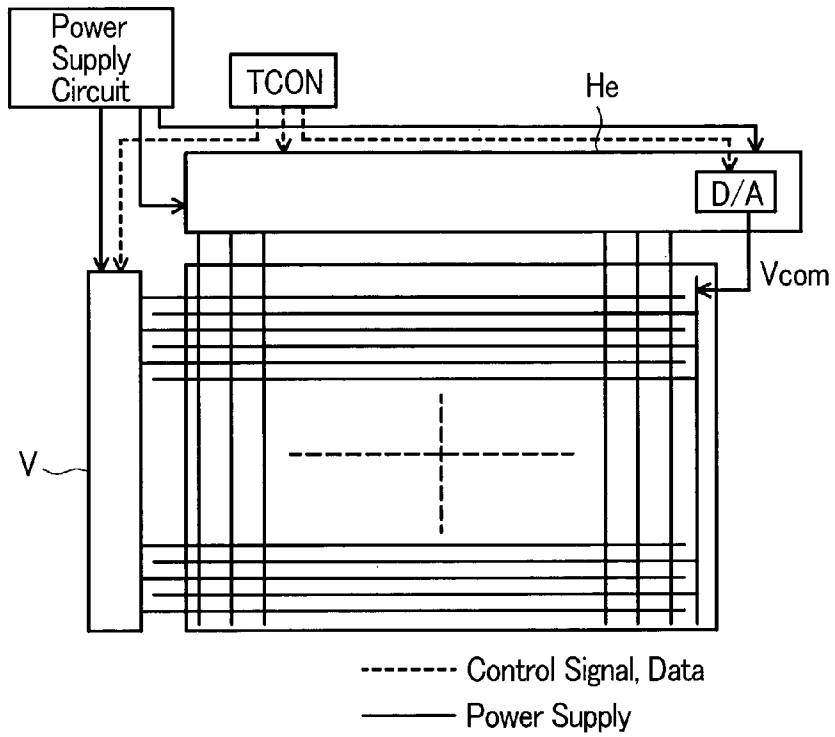 Power
Supply
Circuit
TCON
He
D/A
Vcom
V
Control Signal, Data
Power Supply